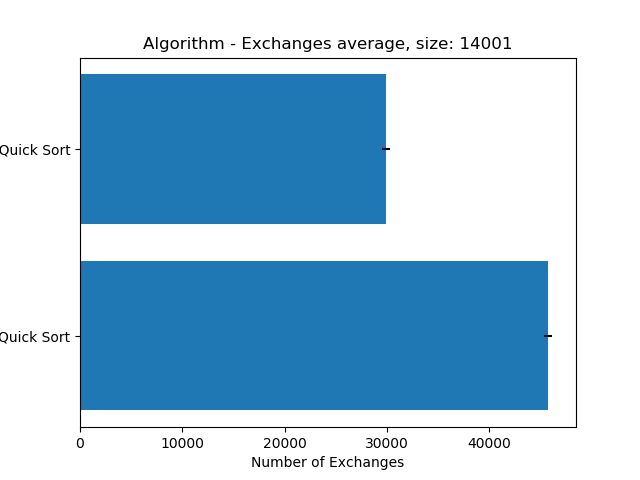 Algorithm - Exchanges average, size: 14001
Quick Sort
Quick Sort
0 10000 20000 30000 40000
Number of Exchanges